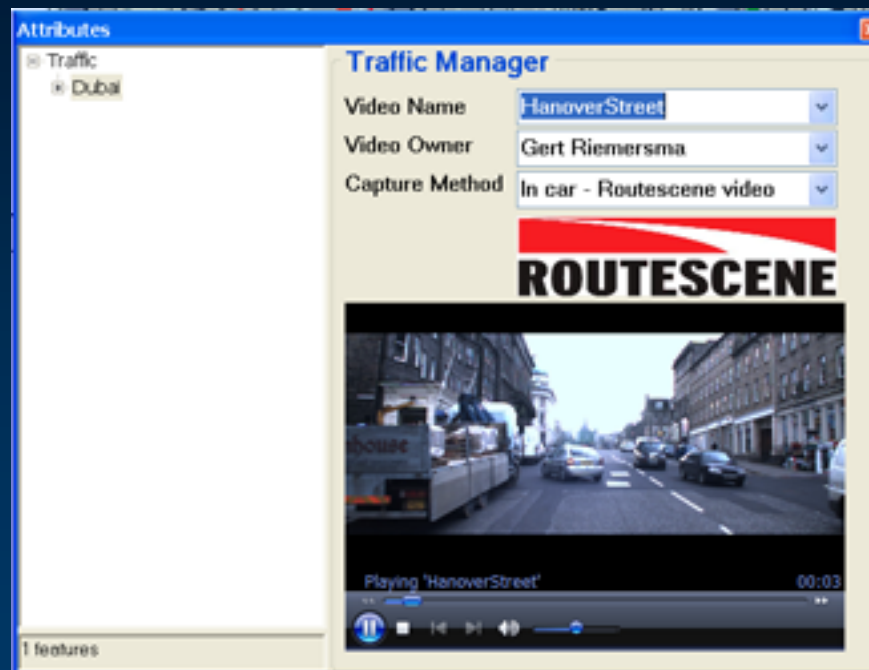 Attributes
Traffic
Dubai
1 features
Traffic Manager
Video Name
HanoverStreet
Video Owner
Gert Riemersma
Capture Method
In car - Routescene video
ROUTESCENE
house
Playing 'HanoverStreet'
00:03